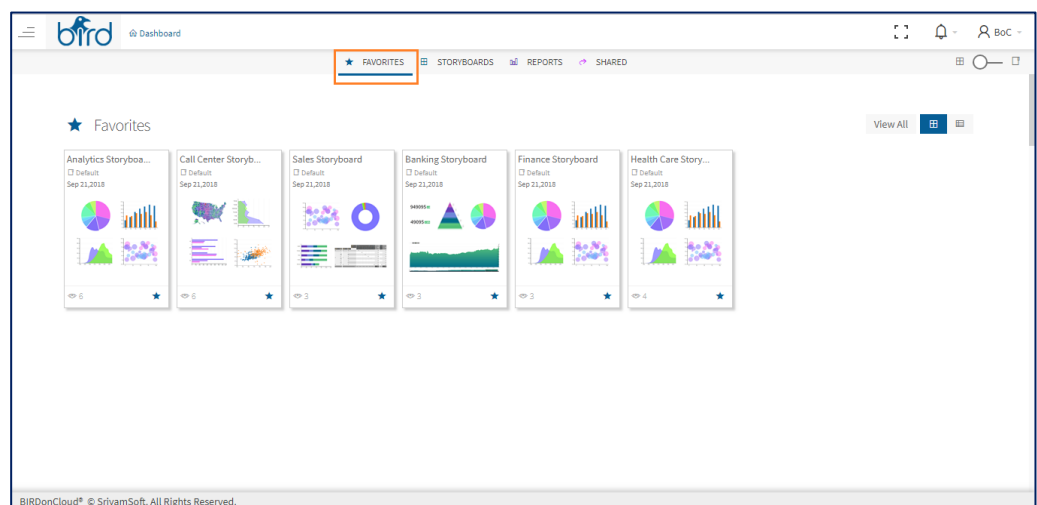 bird Dashboard BoC
FAVORITES STORYBOARDS REPORTS SHARED
Favorites View All
Analytics Storyboa... Call Center Storyb... Sales Storyboard Banking Storyboard Finance Storyboard Health Care Story...
Default Default Default Default Default Default
Sep 21,2018 Sep 21,2018 Sep 21,2018 Sep 21,2018 Sep 21,2018 Sep 21,2018
6 6 3 3 3 4
BIRDonCloud® © SrivamSoft. All Rights Reserved.